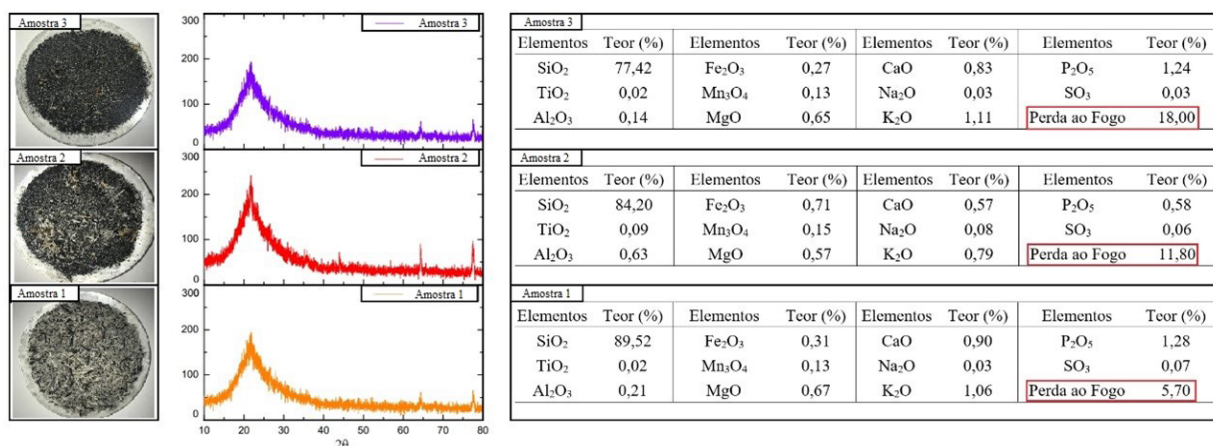 Amostra 3
Amostra 2
Amostra 1
300
200
100
0
Amostra 3
300
200
100
0
Amostra 2
300
200
100
0
Amostra 1
10 20 30 40 50 60 70 80
2θ
Amostra 3
Elementos Teor (%) Elementos Teor (%) Elementos Teor (%) Elementos Teor (%)
SiO₂ 77,42 Fe₂O₃ 0,27 CaO 0,83 P₂O₅ 1,24
TiO₂ 0,02 Mn₃O₄ 0,13 Na₂O 0,03 SO₃ 0,03
Al₂O₃ 0,14 MgO 0,65 K₂O 1,11 Perda ao Fogo 18,00
Amostra 2
Elementos Teor (%) Elementos Teor (%) Elementos Teor (%) Elementos Teor (%)
SiO₂ 84,20 Fe₂O₃ 0,71 CaO 0,57 P₂O₅ 0,58
TiO₂ 0,09 Mn₃O₄ 0,15 Na₂O 0,08 SO₃ 0,06
Al₂O₃ 0,63 MgO 0,57 K₂O 0,79 Perda ao Fogo 11,80
Amostra 1
Elementos Teor (%) Elementos Teor (%) Elementos Teor (%) Elementos Teor (%)
SiO₂ 89,52 Fe₂O₃ 0,31 CaO 0,90 P₂O₅ 1,28
TiO₂ 0,02 Mn₃O₄ 0,13 Na₂O 0,03 SO₃ 0,07
Al₂O₃ 0,21 MgO 0,67 K₂O 1,06 Perda ao Fogo 5,70